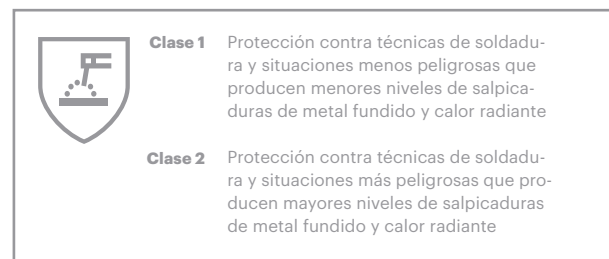 Clase 1 Protección contra técnicas de soldadu-
ra y situaciones menos peligrosas que
producen menores niveles de salpica-
duras de metal fundido y calor radiante
Clase 2 Protección contra técnicas de soldadu-
ra y situaciones más peligrosas que pro-
ducen mayores niveles de salpicaduras
de metal fundido y calor radiante